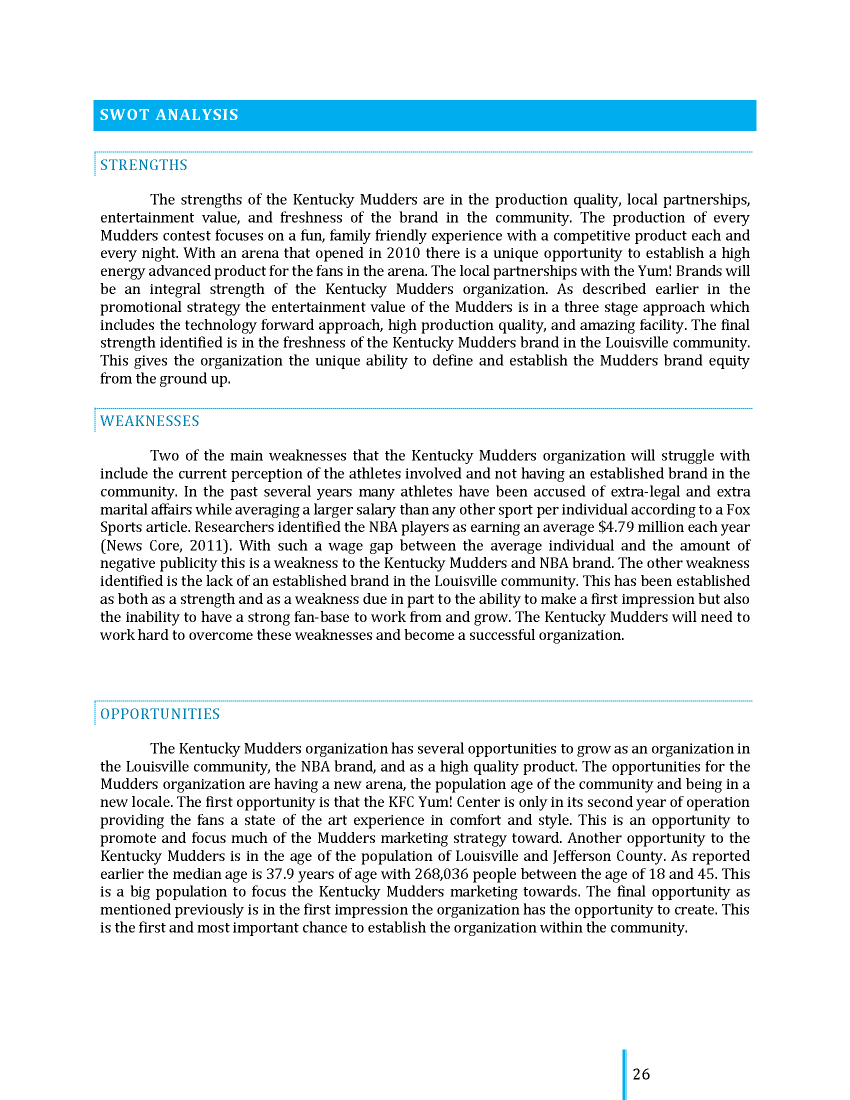 SWOT ANALYSIS
STRENGTHS
The strengths of the Kentucky Mudders are in the production quality, local partnerships,
entertainment value, and freshness of the brand in the community. The production of every
Mudders contest focuses on a fun, family friendly experience with a competitive product each and
every night. With an arena that opened in 2010 there is a unique opportunity to establish a high
energy advanced product for the fans in the arena. The local partnerships with the Yum! Brands will
be an integral strength of the Kentucky Mudders organization. As described earlier in the
promotional strategy the entertainment value of the Mudders is in a three stage approach which
includes the technology forward approach, high production quality, and amazing facility. The final
strength identified is in the freshness of the Kentucky Mudders brand in the Louisville community.
This gives the organization the unique ability to define and establish the Mudders brand equity
from the ground up.
WEAKNESSES
Two of the main weaknesses that the Kentucky Mudders organization will struggle with
include the current perception of the athletes involved and not having an established brand in the
community. In the past several years many athletes have been accused of extra-legal and extra
marital affairs while averaging a larger salary than any other sport per individual according to a Fox
Sports article. Researchers identified the NBA players as earning an average $4.79 million each year
(News Core, 2011). With such a wage gap between the average individual and the amount of
negative publicity this is a weakness to the Kentucky Mudders and NBA brand. The other weakness
identified is the lack of an established brand in the Louisville community. This has been established
as both as a strength and as a weakness due in part to the ability to make a first impression but also
the inability to have a strong fan-base to work from and grow. The Kentucky Mudders will need to
work hard to overcome these weaknesses and become a successful organization.
OPPORTUNITIES
The Kentucky Mudders organization has several opportunities to grow as an organization in
the Louisville community, the NBA brand, and as a high quality product. The opportunities for the
Mudders organization are having a new arena, the population age of the community and being in a
new locale. The first opportunity is that the KFC Yum! Center is only in its second year of operation
providing the fans a state of the art experience in comfort and style. This is an opportunity to
promote and focus much of the Mudders marketing strategy toward. Another opportunity to the
Kentucky Mudders is in the age of the population of Louisville and Jefferson County. As reported
earlier the median age is 37.9 years of age with 268,036 people between the age of 18 and 45. This
is a big population to focus the Kentucky Mudders marketing towards. The final opportunity as
mentioned previously is in the first impression the organization has the opportunity to create. This
is the first and most important chance to establish the organization within the community.
26